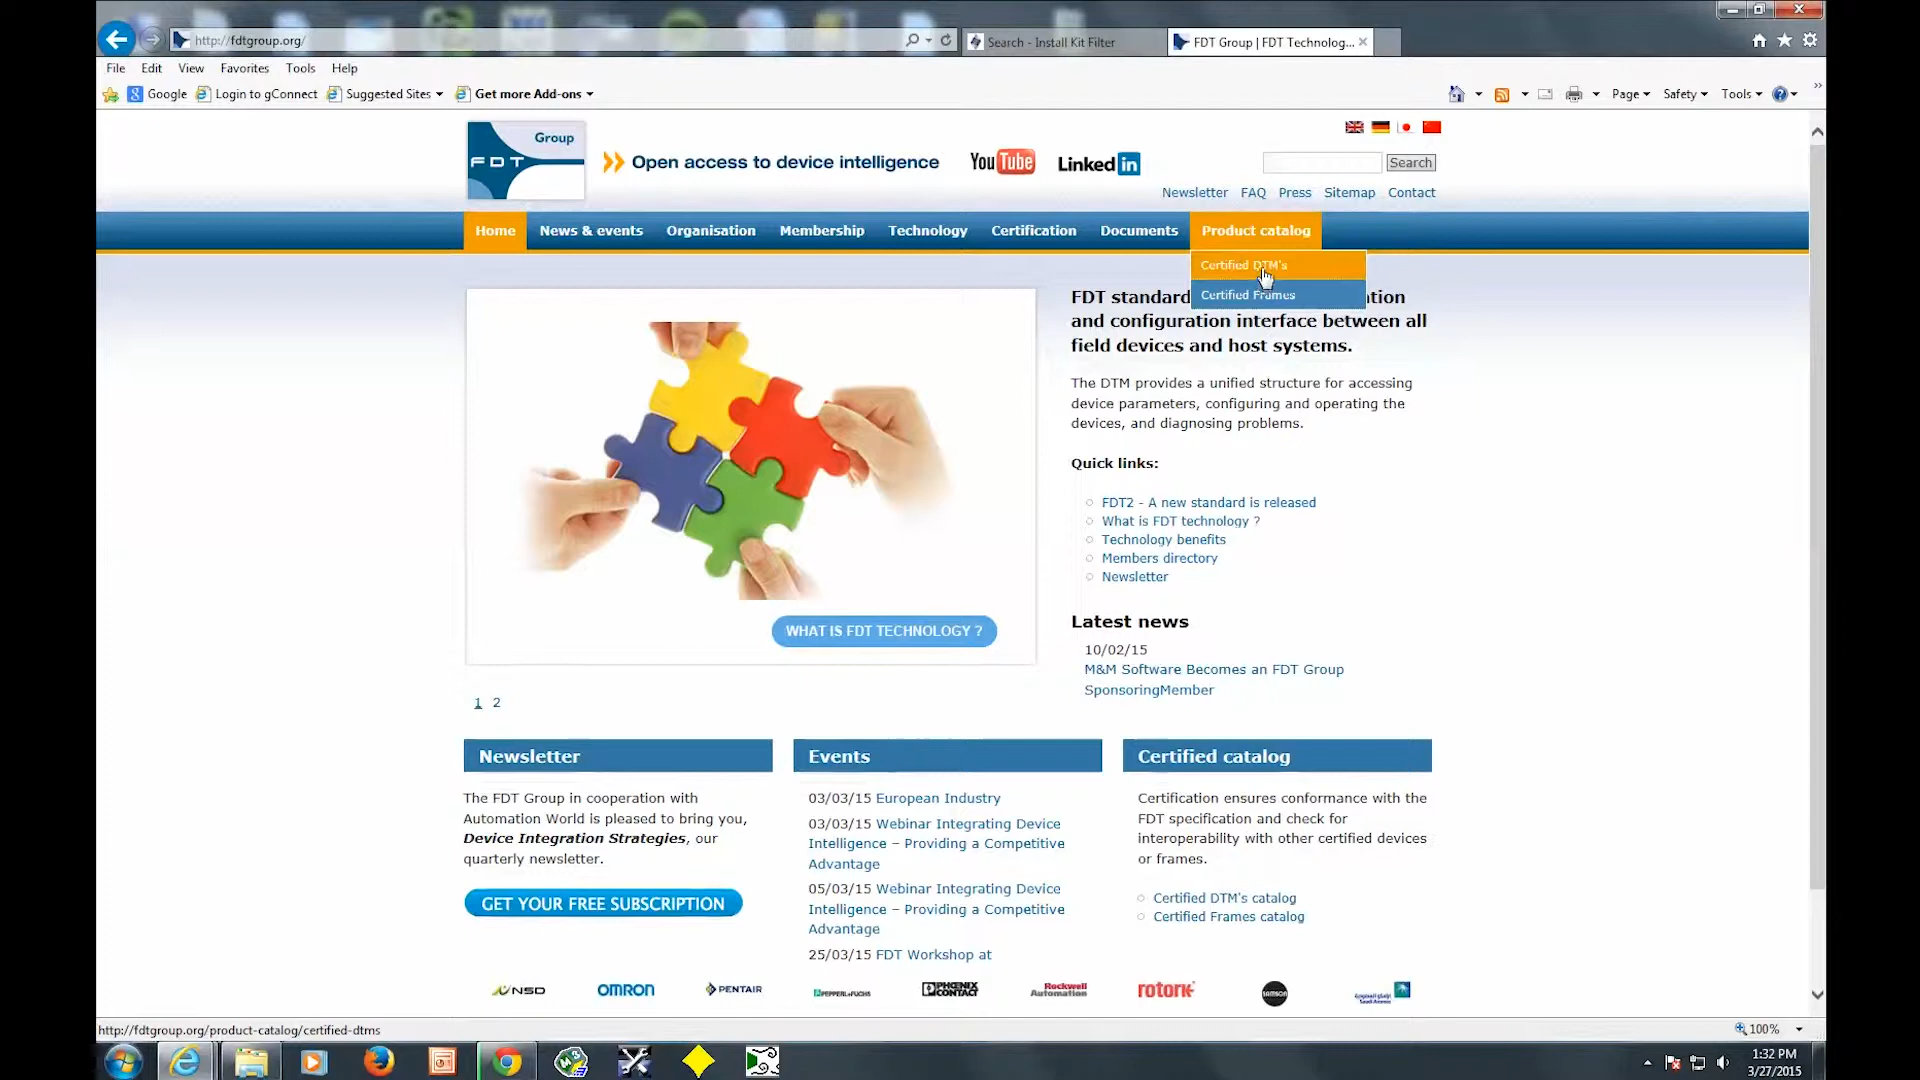 http://fdtgroup.org/
Search - Install Kit Filter
FDT Group | FDT Technolog...
File Edit View Favorites Tools Help
Google Login to gConnect Suggested Sites Get more Add-ons
Page Safety Tools
Group
FDT
Open access to device intelligence
YouTube
Linked in
Search
Newsletter FAQ Press Sitemap Contact
Home News & events Organisation Membership Technology Certification Documents Product catalog
Certified DTM's
Certified Frames
FDT standard
and configuration interface between all
field devices and host systems.
The DTM provides a unified structure for accessing
device parameters, configuring and operating the
devices, and diagnosing problems.
Quick links:
FDT2 - A new standard is released
What is FDT technology ?
Technology benefits
Members directory
Newsletter
WHAT IS FDT TECHNOLOGY ?
Latest news
10/02/15
M&M Software Becomes an FDT Group
SponsoringMember
1 2
Newsletter
The FDT Group in cooperation with
Automation World is pleased to bring you,
Device Integration Strategies, our
quarterly newsletter.
GET YOUR FREE SUBSCRIPTION
Events
03/03/15 European Industry
03/03/15 Webinar Integrating Device
Intelligence – Providing a Competitive
Advantage
05/03/15 Webinar Integrating Device
Intelligence – Providing a Competitive
Advantage
25/03/15 FDT Workshop at
Certified catalog
Certification ensures conformance with the
FDT specification and check for
interoperability with other certified devices
or frames.
Certified DTM's catalog
Certified Frames catalog
NSD OMRON PENTAIR PEPPERL+FUCHS PHOENIX CONTACT Rockwell Automation rotork SAMSON
http://fdtgroup.org/product-catalog/certified-dtms
100%
1:32 PM
3/27/2015